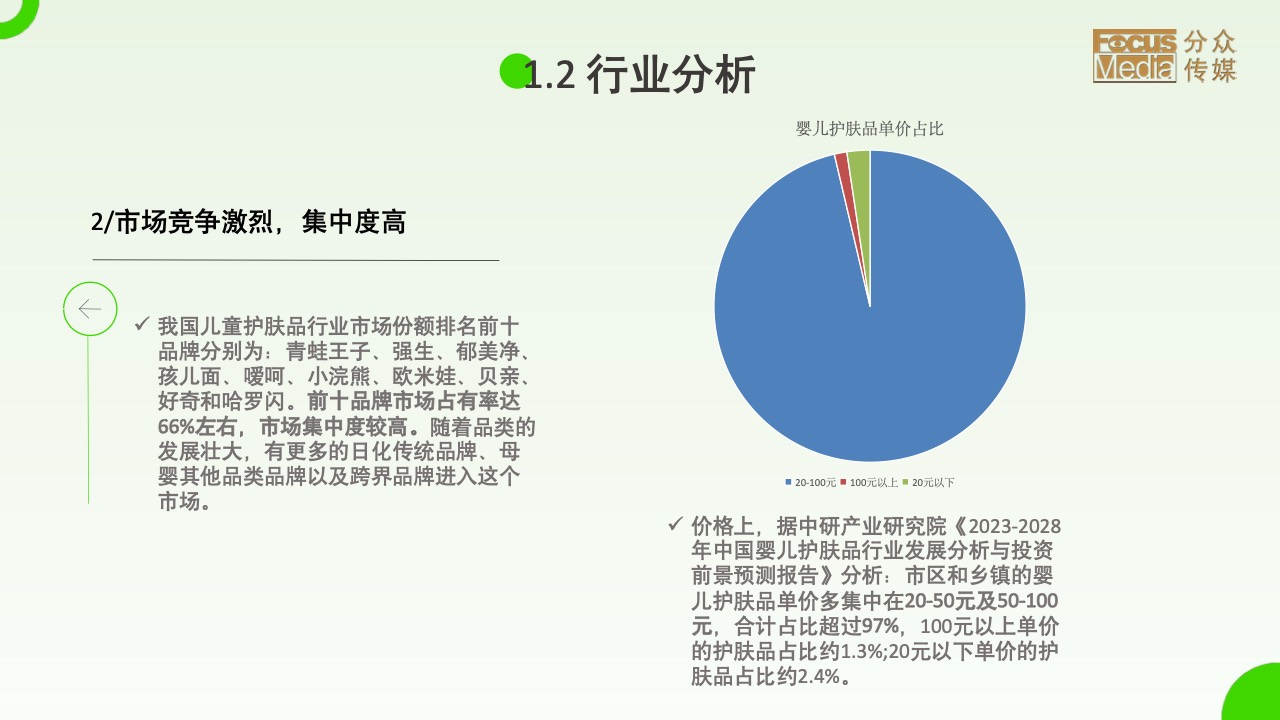 1.2 行业分析
Focus Media
分众传媒
2/市场竞争激烈，集中度高
✓ 我国儿童护肤品行业市场份额排名前十
品牌分别为：青蛙王子、强生、郁美净、
孩儿面、嗳呵、小浣熊、欧米娃、贝亲、
好奇和哈罗闪。前十品牌市场占有率达
66%左右，市场集中度较高。随着品类的
发展壮大，有更多的日化传统品牌、母
婴其他品类品牌以及跨界品牌进入这个
市场。
婴儿护肤品单价占比
20-100元 100元以上 20元以下
✓ 价格上，据中研产业研究院《2023-2028
年中国婴儿护肤品行业发展分析与投资
前景预测报告》分析：市区和乡镇的婴
儿护肤品单价多集中在20-50元及50-100
元，合计占比超过97%，100元以上单价
的护肤品占比约1.3%;20元以下单价的护
肤品占比约2.4%。